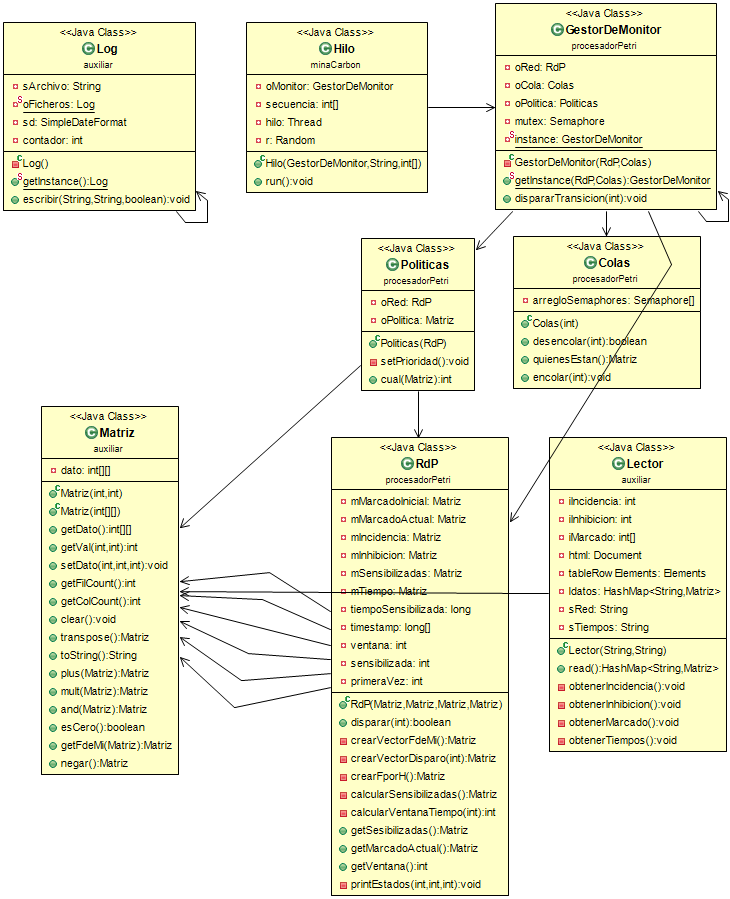 <<Java Class>>
Log
auxiliar
sArchivo: String
oFicheros: Log
sd: SimpleDateFormat
contador: int
Log()
getInstance():Log
escribir(String,String,boolean):void
<<Java Class>>
Hilo
minaCarbon
oMonitor: GestorDeMonitor
secuencia: int[]
hilo: Thread
r: Random
Hilo(GestorDeMonitor,String,int[])
run():void
<<Java Class>>
GestorDeMonitor
procesadorPetri
oRed: RdP
oCola: Colas
oPolitica: Politicas
mutex: Semaphore
instance: GestorDeMonitor
GestorDeMonitor(RdP,Colas)
getInstance(RdP,Colas):GestorDeMonitor
dispararTransicion(int):void
<<Java Class>>
Politicas
procesadorPetri
oRed: RdP
oPolitica: Matriz
Politicas(RdP)
setPrioridad():void
cual(Matriz):int
<<Java Class>>
Colas
procesadorPetri
arregloSemaphores: Semaphore[]
Colas(int)
desencolar(int):boolean
quienesEstan():Matriz
encolar(int):void
<<Java Class>>
Matriz
auxiliar
dato: int[][]
Matriz(int,int)
Matriz(int[][])
getDato():int[][]
getVal(int,int):int
setDato(int,int,int):void
getFilCount():int
getColCount():int
clear():void
transpose():Matriz
toString():String
plus(Matriz):Matriz
mult(Matriz):Matriz
and(Matriz):Matriz
esCero():boolean
getFdeMi(Matriz):Matriz
negar():Matriz
<<Java Class>>
RdP
procesadorPetri
mMarcadoInicial: Matriz
mMarcadoActual: Matriz
mIncidencia: Matriz
mInhibicion: Matriz
mSensibilizadas: Matriz
mTiempo: Matriz
tiempoSensibilizada: long
timestamp: long[]
ventana: int
sensibilizada: int
primeraVez: int
RdP(Matriz,Matriz,Matriz,Matriz)
disparar(int):boolean
crearVectorFdeMi():Matriz
crearVectorDisparo(int):Matriz
crearFporH():Matriz
calcularSensibilizadas():Matriz
calcularVentanaTiempo(int):int
getSesibilizadas():Matriz
getMarcadoActual():Matriz
getVentana():int
printEstados(int,int,int):void
<<Java Class>>
Lector
auxiliar
iIncidencia: int
iInhibicion: int
iMarcado: int[]
html: Document
tableRowElements: Elements
ldatos: HashMap<String,Matriz>
sRed: String
sTiempos: String
Lector(String,String)
read():HashMap<String,Matriz>
obtenerIncidencia():void
obtenerInhibicion():void
obtenerMarcado():void
obtenerTiempos():void